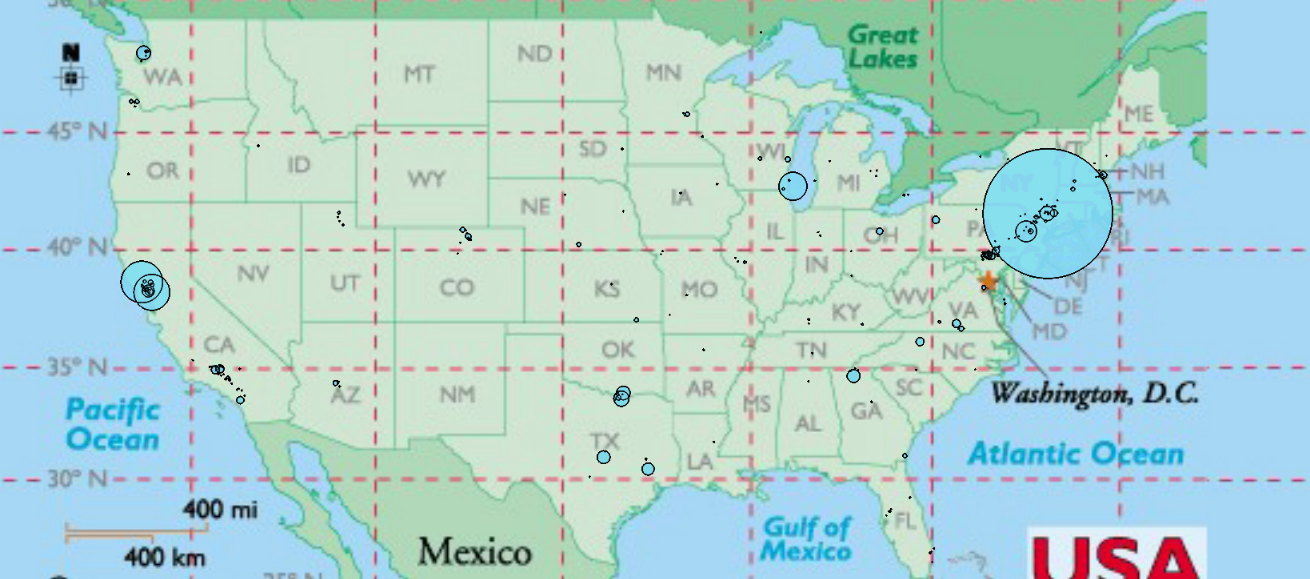 Great
Lakes
N
WA
MT
ND
MN
ME
45° N
VT
OR
ID
SD
WI
NH
WY
MI
NY
MA
NE
IA
40° N
IL
OH
PA
RI
NV
IN
CT
UT
CO
KS
MO
WV
NJ
KY
VA
DE
MD
CA
OK
TN
NC
35° N
AZ
NM
AR
SC
Washington, D.C.
Pacific
Ocean
MS
AL
GA
TX
LA
Atlantic Ocean
30° N
400 mi
400 km
FL
Gulf of
Mexico
Mexico
USA
25° N